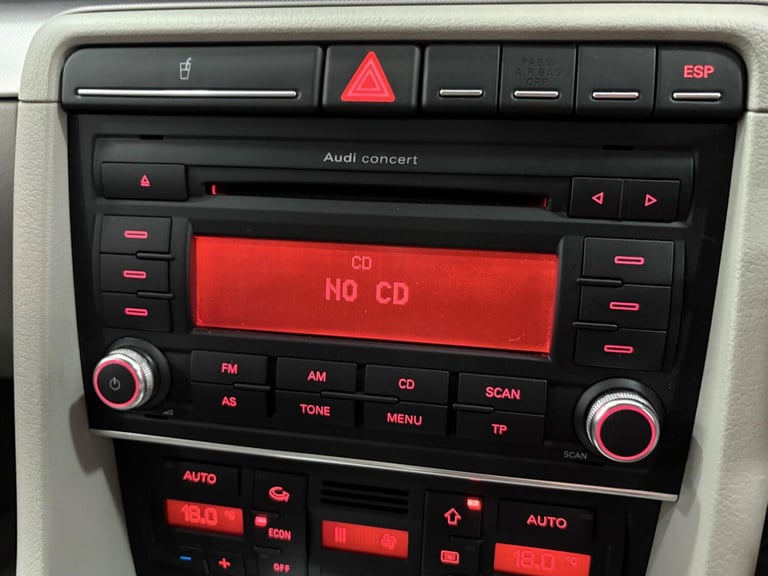 PASS
AIR BAG
OFF
ESP
Audi concert
CD
NO CD
FM
AM
CD
SCAN
AS
TONE
MENU
TP
SCAN
AUTO
18.0 °C
ECON
OFF
AUTO
18.0 °C